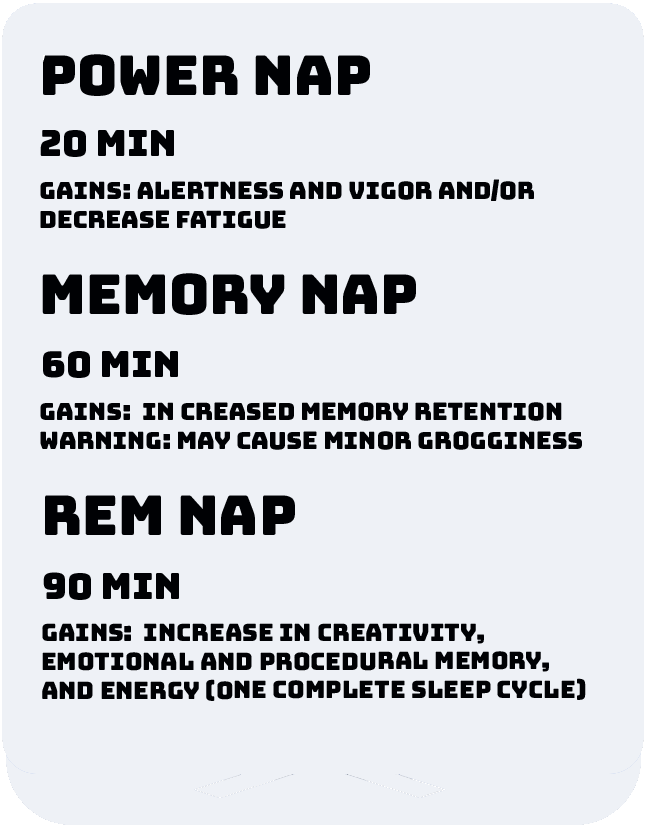 POWER NAP
20 MIN
GAINS: ALERTNESS AND VIGOR AND/OR
DECREASE FATIGUE
MEMORY NAP
60 MIN
GAINS: IN CREASED MEMORY RETENTION
WARNING: MAY CAUSE MINOR GROGGINESS
REM NAP
90 MIN
GAINS: INCREASE IN CREATIVITY,
EMOTIONAL AND PROCEDURAL MEMORY,
AND ENERGY (ONE COMPLETE SLEEP CYCLE)